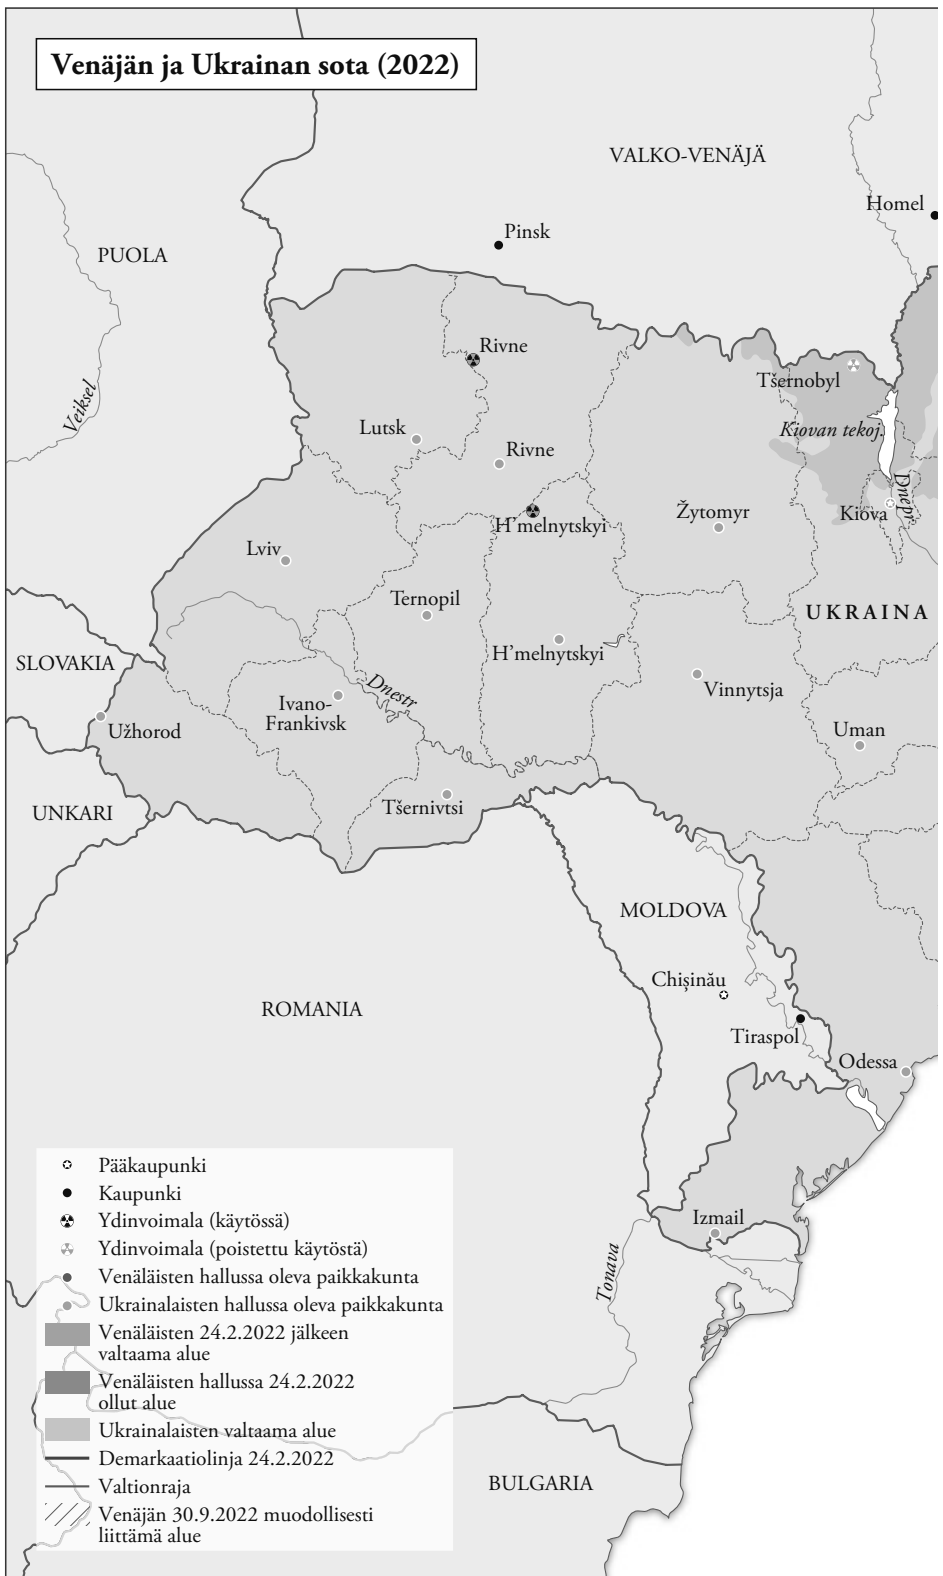 Venäjän ja Ukrainan sota (2022)
VALKO-VENÄJÄ
Homel
Pinsk
PUOLA
Rivne
Tšernobyl
Veiksel
Lutsk
Kiovan tekoj.
Rivne
Dnepr
Kiova
H’melnytskyi
Žytomyr
Lviv
Ternopil
UKRAINA
SLOVAKIA
H’melnytskyi
Dnestr
Vinnytsja
Ivano-
Frankivsk
Užhorod
Uman
Tšernivtsi
UNKARI
MOLDOVA
Chișinău
ROMANIA
Tiraspol
Odessa
Izmail
Tonava
BULGARIA
Pääkaupunki
Kaupunki
Ydinvoimala (käytössä)
Ydinvoimala (poistettu käytöstä)
Venäläisten hallussa oleva paikkakunta
Ukrainalaisten hallussa oleva paikkakunta
Venäläisten 24.2.2022 jälkeen
valtaama alue
Venäläisten hallussa 24.2.2022
ollut alue
Ukrainalaisten valtaama alue
Demarkaatiolinja 24.2.2022
Valtionraja
Venäjän 30.9.2022 muodollisesti
liittämä alue